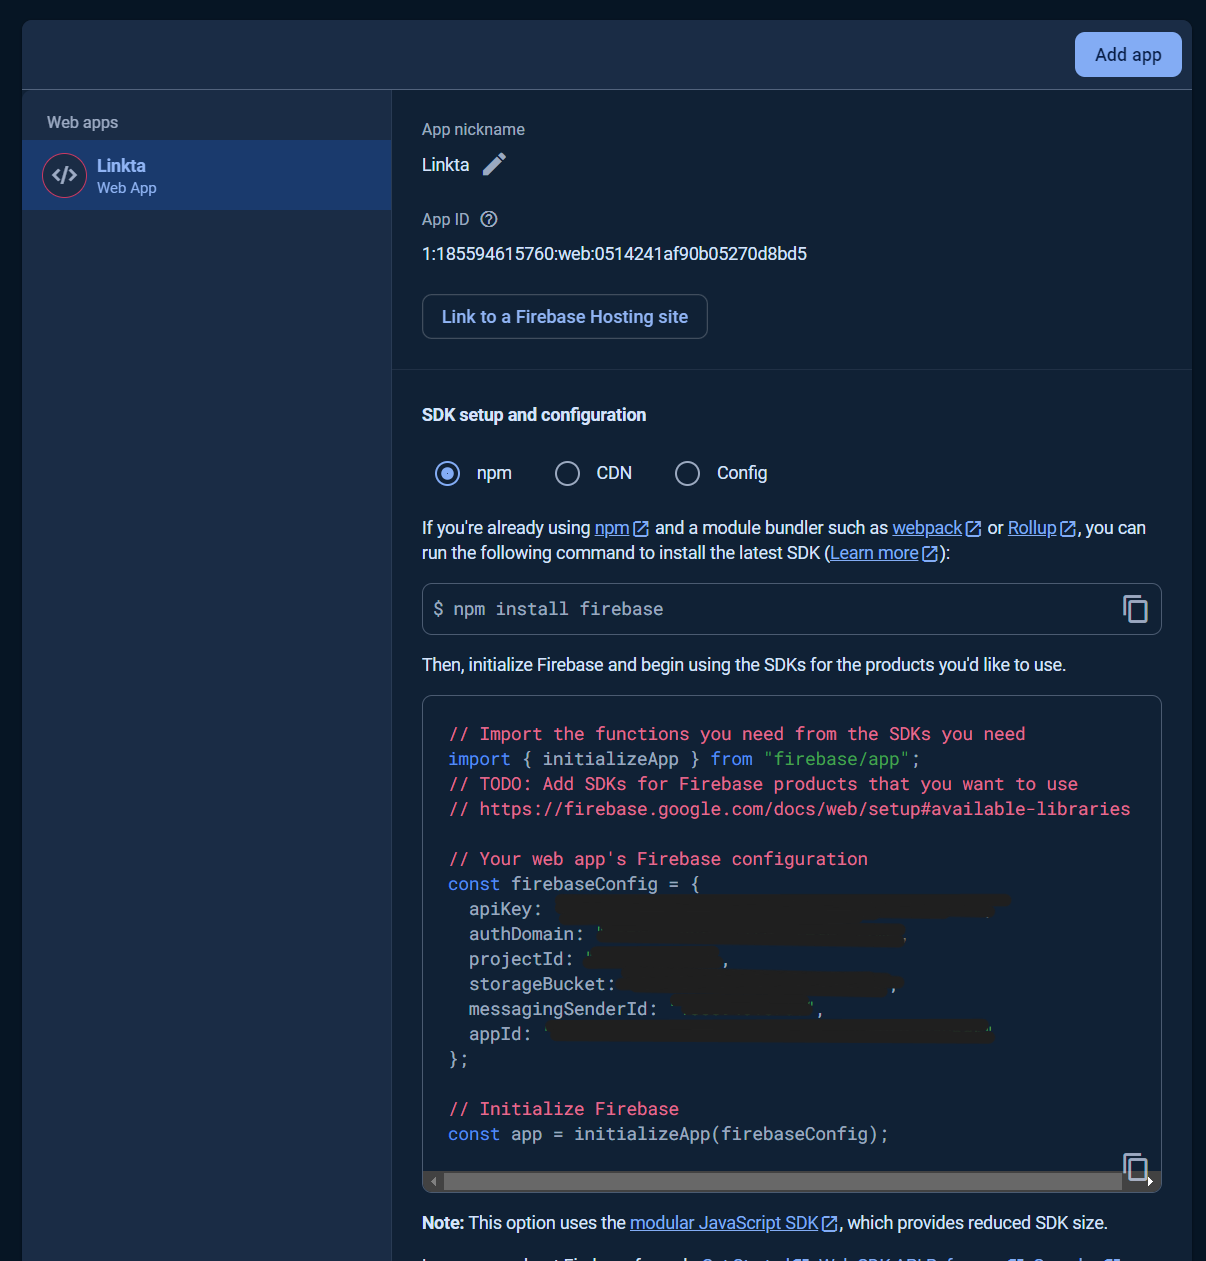 Add app
Web apps
Linkta
Web App
App nickname
Linkta
App ID
1:185594615760:web:0514241af90b05270d8bd5
Link to a Firebase Hosting site
SDK setup and configuration
npm CDN Config
If you're already using npm and a module bundler such as webpack or Rollup, you can
run the following command to install the latest SDK (Learn more):
$ npm install firebase
Then, initialize Firebase and begin using the SDKs for the products you'd like to use.
// Import the functions you need from the SDKs you need
import { initializeApp } from "firebase/app";
// TODO: Add SDKs for Firebase products that you want to use
// https://firebase.google.com/docs/web/setup#available-libraries
// Your web app's Firebase configuration
const firebaseConfig = {
apiKey:
authDomain: "
projectId: " ,
storageBucket: ,
messagingSenderId: " ",
appId: " "
};
// Initialize Firebase
const app = initializeApp(firebaseConfig);
Note: This option uses the modular JavaScript SDK, which provides reduced SDK size.